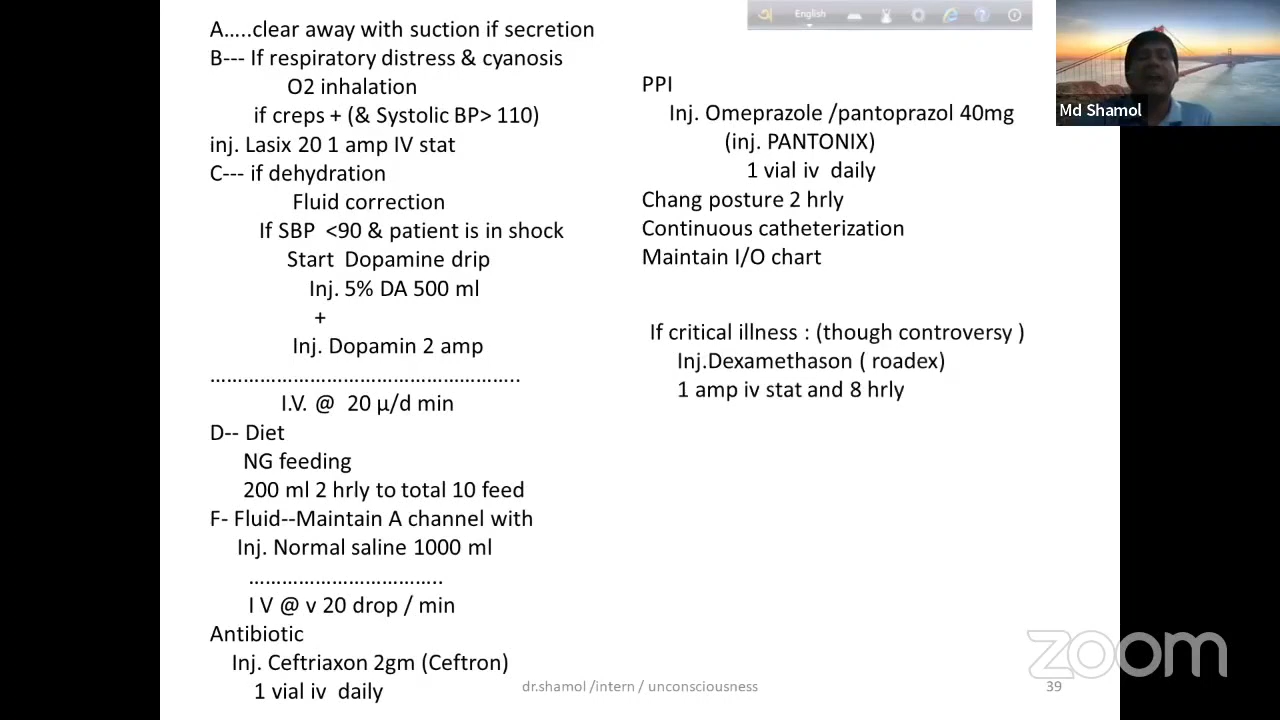 A…..clear away with suction if secretion
B--- If respiratory distress & cyanosis
O2 inhalation
if creps + (& Systolic BP> 110)
inj. Lasix 20 1 amp IV stat
C--- if dehydration
Fluid correction
If SBP <90 & patient is in shock
Start Dopamine drip
Inj. 5% DA 500 ml
+
Inj. Dopamin 2 amp
………………………………………………..
I.V. @ 20 µ/d min
D-- Diet
NG feeding
200 ml 2 hrly to total 10 feed
F- Fluid--Maintain A channel with
Inj. Normal saline 1000 ml
……………………………..
I V @ v 20 drop / min
Antibiotic
Inj. Ceftriaxon 2gm (Ceftron)
1 vial iv daily
PPI
Inj. Omeprazole /pantoprazol 40mg
(inj. PANTONIX)
1 vial iv daily
Chang posture 2 hrly
Continuous catheterization
Maintain I/O chart
If critical illness : (though controversy )
Inj.Dexamethason ( roadex)
1 amp iv stat and 8 hrly
English
Md Shamol
dr.shamol /intern / unconsciousness
39
zoom